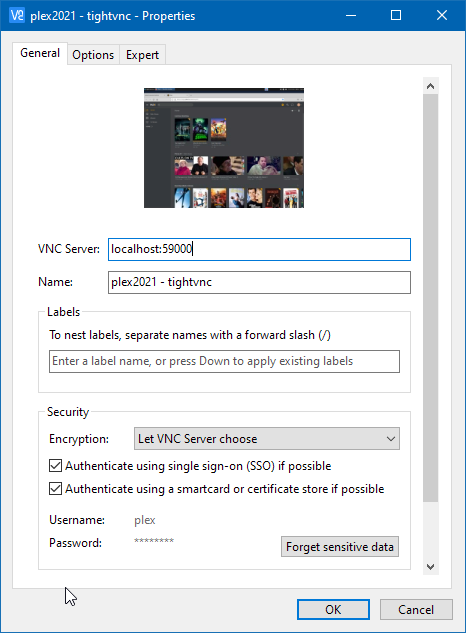 plex2021 - tightvnc - Properties
General Options Expert
VNC Server: localhost:59000
Name: plex2021 - tightvnc
Labels
To nest labels, separate names with a forward slash (/)
Enter a label name, or press Down to apply existing labels
Security
Encryption: Let VNC Server choose
Authenticate using single sign-on (SSO) if possible
Authenticate using a smartcard or certificate store if possible
Username: plex
Password: ********
Forget sensitive data
OK Cancel